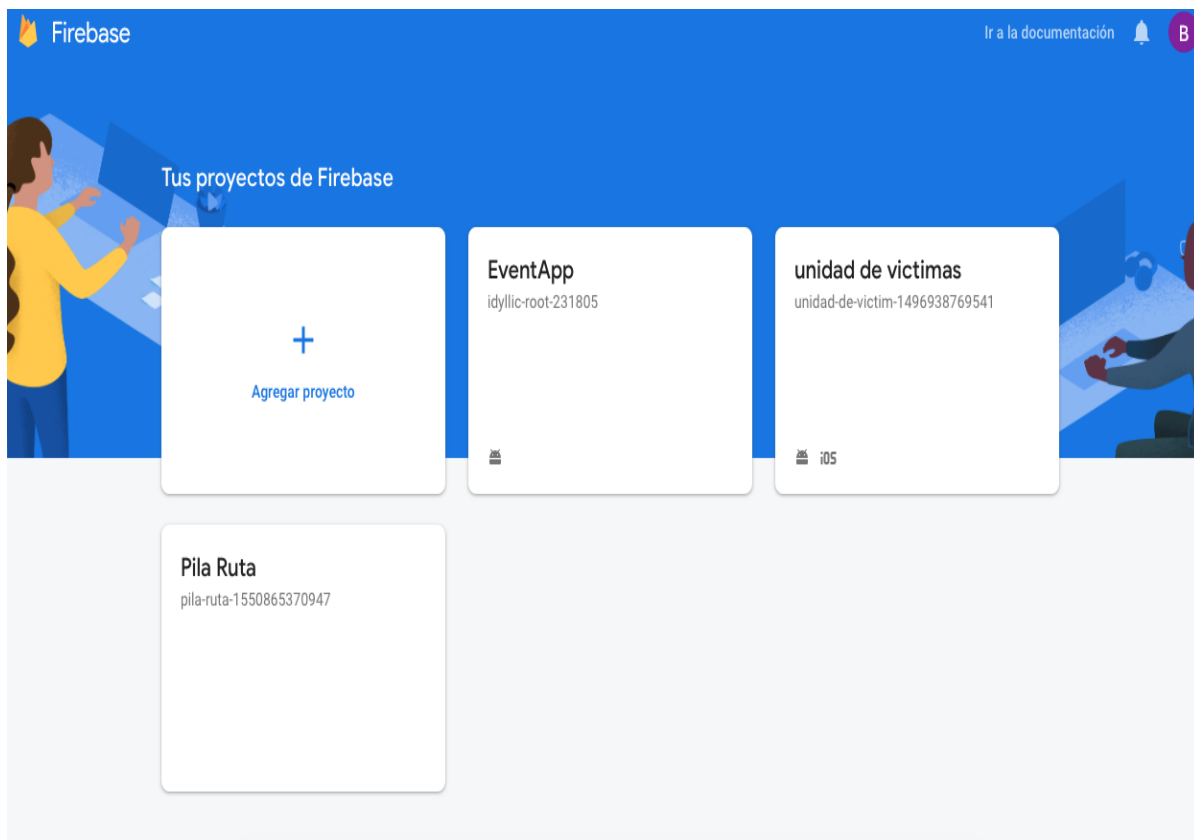 Firebase
Ir a la documentación
B
Tus proyectos de Firebase
Agregar proyecto
EventApp
idyllic-root-231805
unidad de victimas
unidad-de-victim-1496938769541
iOS
Pila Ruta
pila-ruta-1550865370947